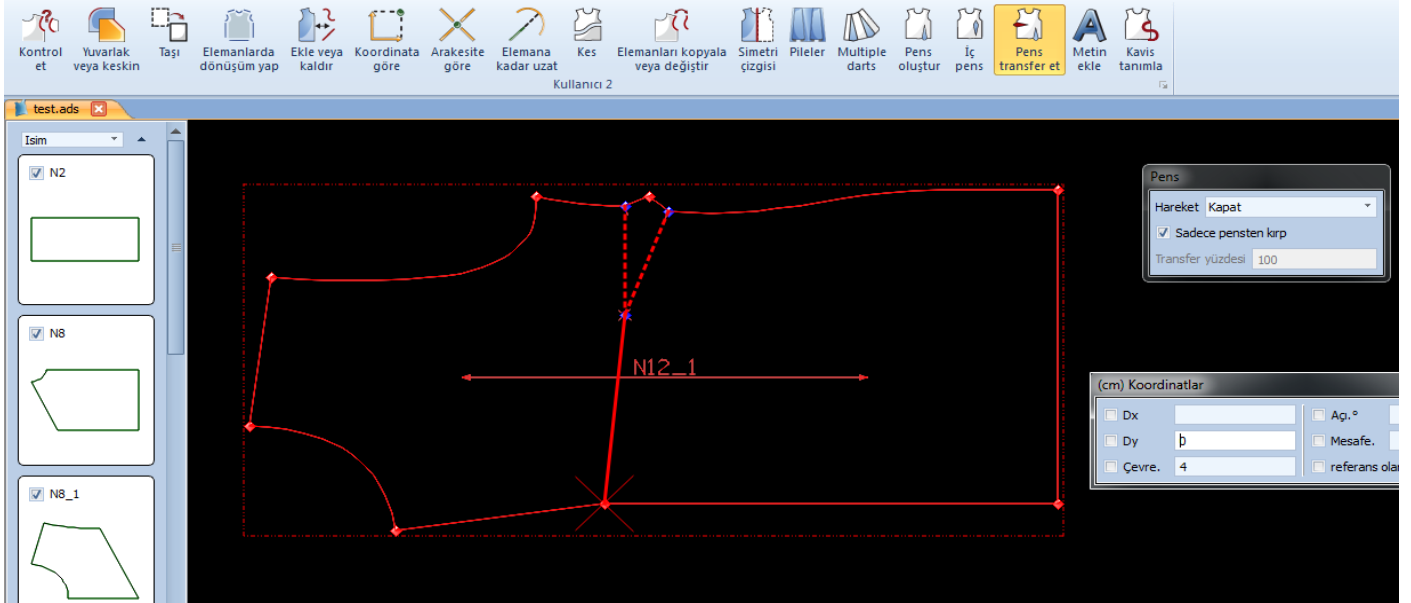 Kontrol et
Yuvarlak veya keskin
Taşı
Elemanlarda dönüşüm yap
Ekle veya kaldır
Koordinata göre
Arakesite göre
Elemana kadar uzat
Kes
Elemanları kopyala veya değiştir
Simetri çizgisi
Pileler
Multiple darts
Pens oluştur
İç pens
Pens transfer et
Metin ekle
Kavis tanımla
Kullanıcı 2
test.ads
Isim
N2
N8
N8_1
N12_1
Pens
Hareket Kapat
Sadece pensten kırp
Transfer yüzdesi 100
(cm) Koordinatlar
Dx
Açı.°
Dy 0
Mesafe.
Çevre. 4
referans olar